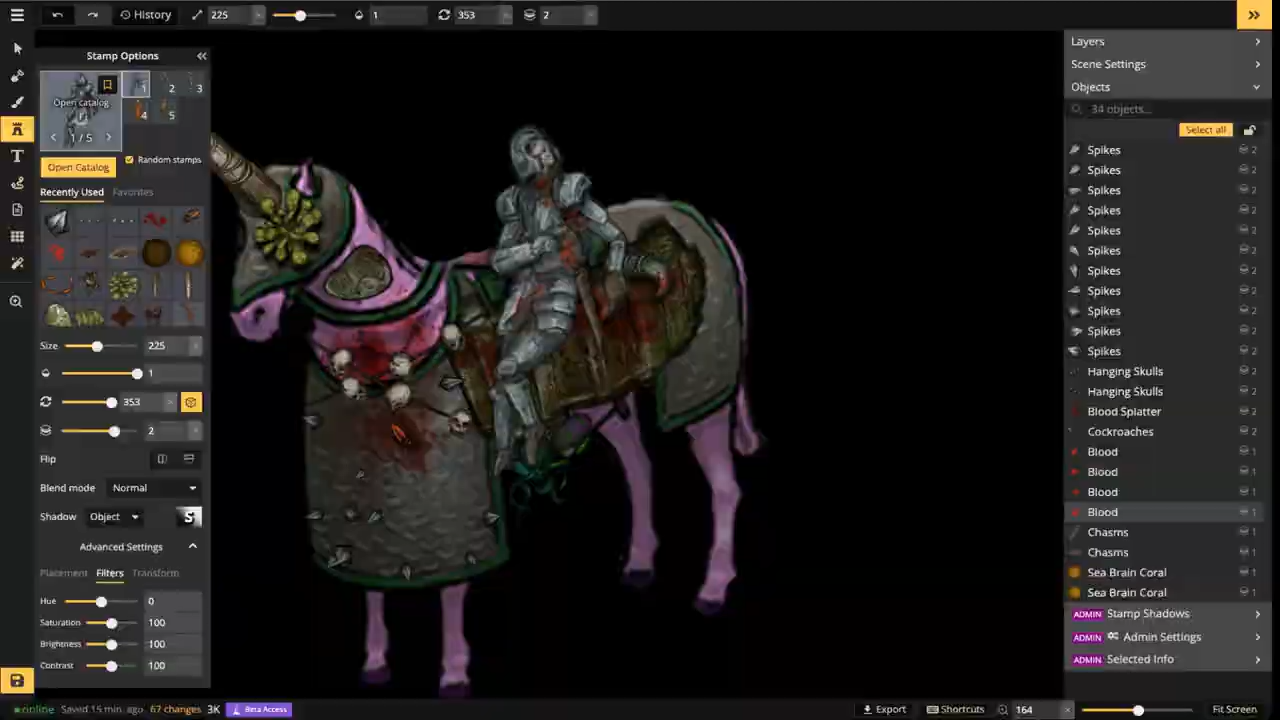 History 225 1 353 2
Stamp Options
Open catalog
1 2 3
4 5
1 / 5
Open Catalog Random stamps
Recently Used Favorites
Size 225
1
353
2
Flip
Blend mode Normal
Shadow Object
Advanced Settings
Placement Filters Transform
Hue 0
Saturation 100
Brightness 100
Contrast 100
Layers
Scene Settings
Objects
34 objects...
Select all
Spikes 2
Spikes 2
Spikes 2
Spikes 2
Spikes 2
Spikes 2
Spikes 2
Spikes 2
Spikes 2
Spikes 2
Spikes 2
Hanging Skulls 2
Hanging Skulls 2
Blood Splatter 2
Cockroaches 2
Blood 1
Blood 1
Blood 1
Blood 1
Chasms 1
Chasms 1
Sea Brain Coral 1
Sea Brain Coral 1
ADMIN Stamp Shadows
ADMIN Admin Settings
ADMIN Selected Info
online Saved 15 min. ago 67 changes 3K Beta Access Export Shortcuts 164 Fit Screen